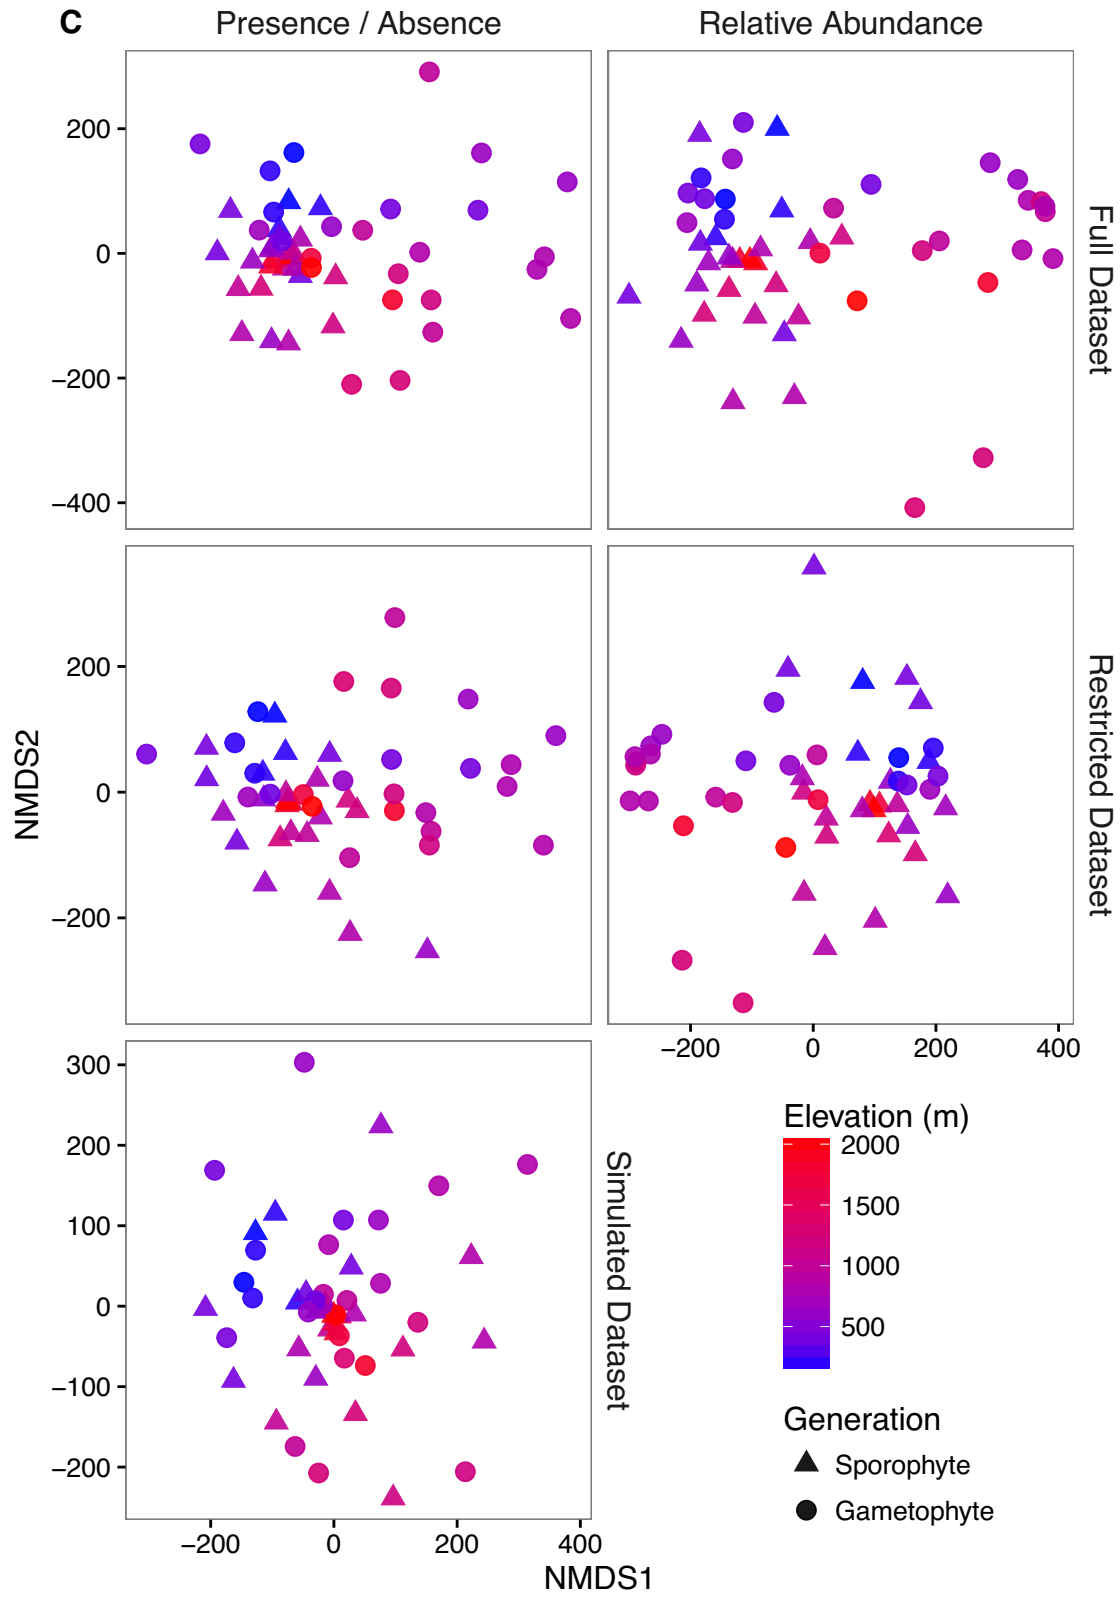 C
Presence / Absence
Relative Abundance
200
0
−200
−400
Full Dataset
200
0
−200
Restricted Dataset
NMDS2
−200
0
200
400
300
200
100
0
−100
−200
Simulated Dataset
−200
0
200
400
NMDS1
Elevation (m)
2000
1500
1000
500
Generation
Sporophyte
Gametophyte